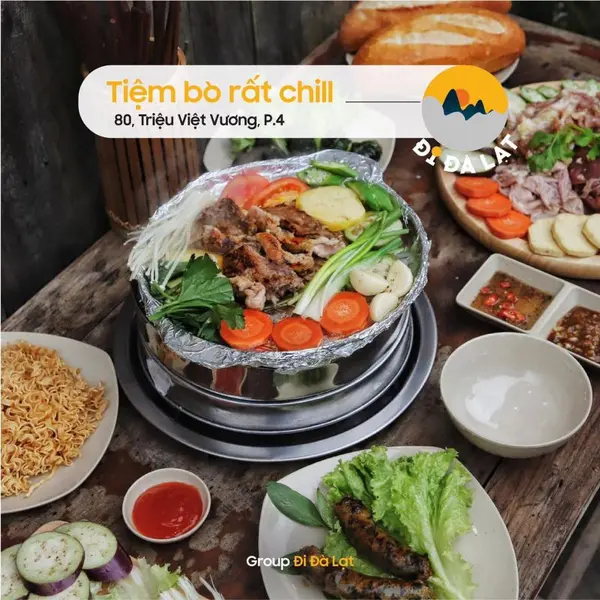 Tiệm bò rất chill
80, Triệu Việt Vương, P.4
ĐI ĐÀ LẠT
Group Đi Đà Lạt